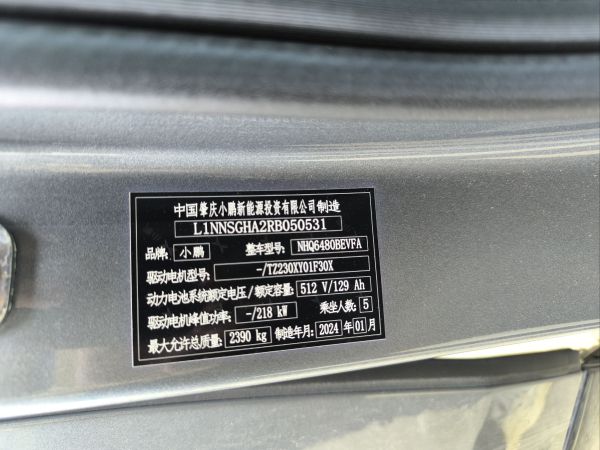 中国肇庆小鹏新能源投资有限公司制造
L1NNSGHA2RB050531
品牌: 小鹏 整车型号: NHQ6480BEVFA
驱动电机型号: -/TZ230XY01F30X
动力电池系统额定电压/额定容量: 512 V/129 Ah
驱动电机峰值功率: -/218 kW 乘坐人数: 5
最大允许总质量: 2390 kg 制造年月: 2024 年 01 月